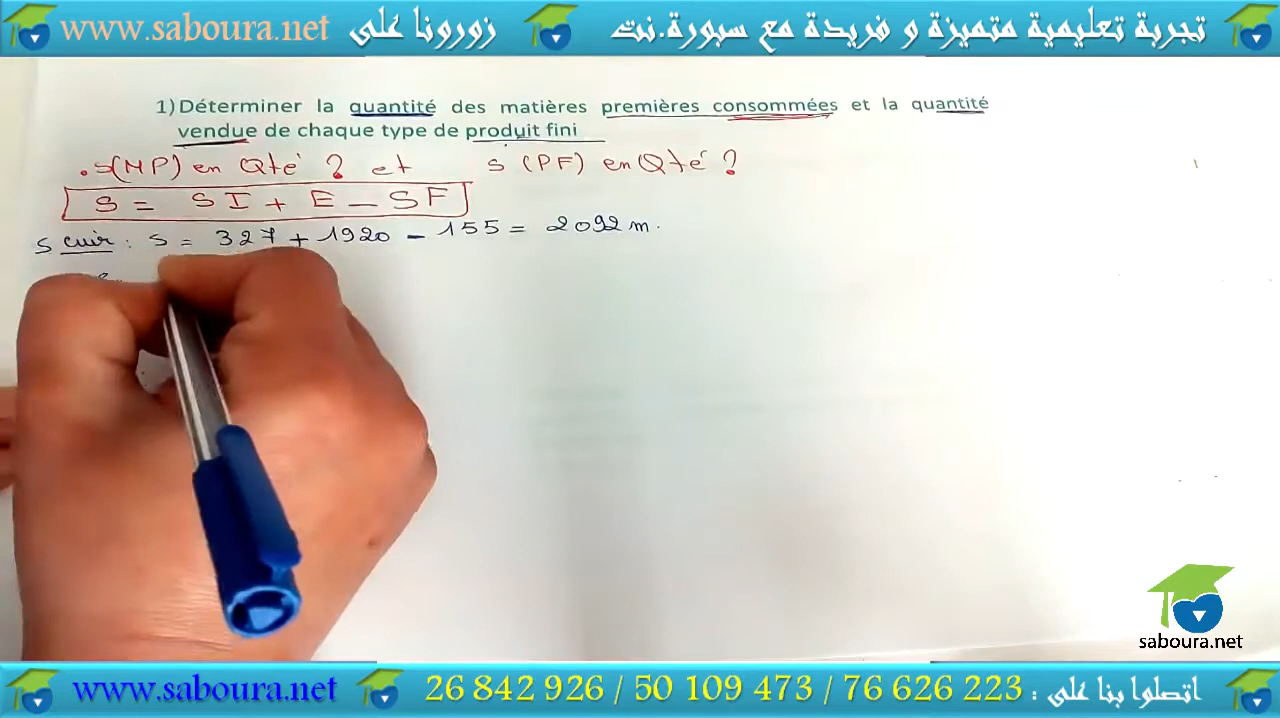 www.saboura.net زورونا على تجربة تعليمية متميزة و فريدة مع سبورة.نت
1) Déterminer la quantité des matières premières consommées et la quantité
vendue de chaque type de produit fini
. S(MP) en Qté ? et S (PF) en Qté ?
S = SI + E - SF
S cuir : S = 327 + 1920 - 155 = 2092 m.
saboura.net
www.saboura.net 26 842 926 / 50 109 473 / 76 626 223 : اتصلوا بنا على